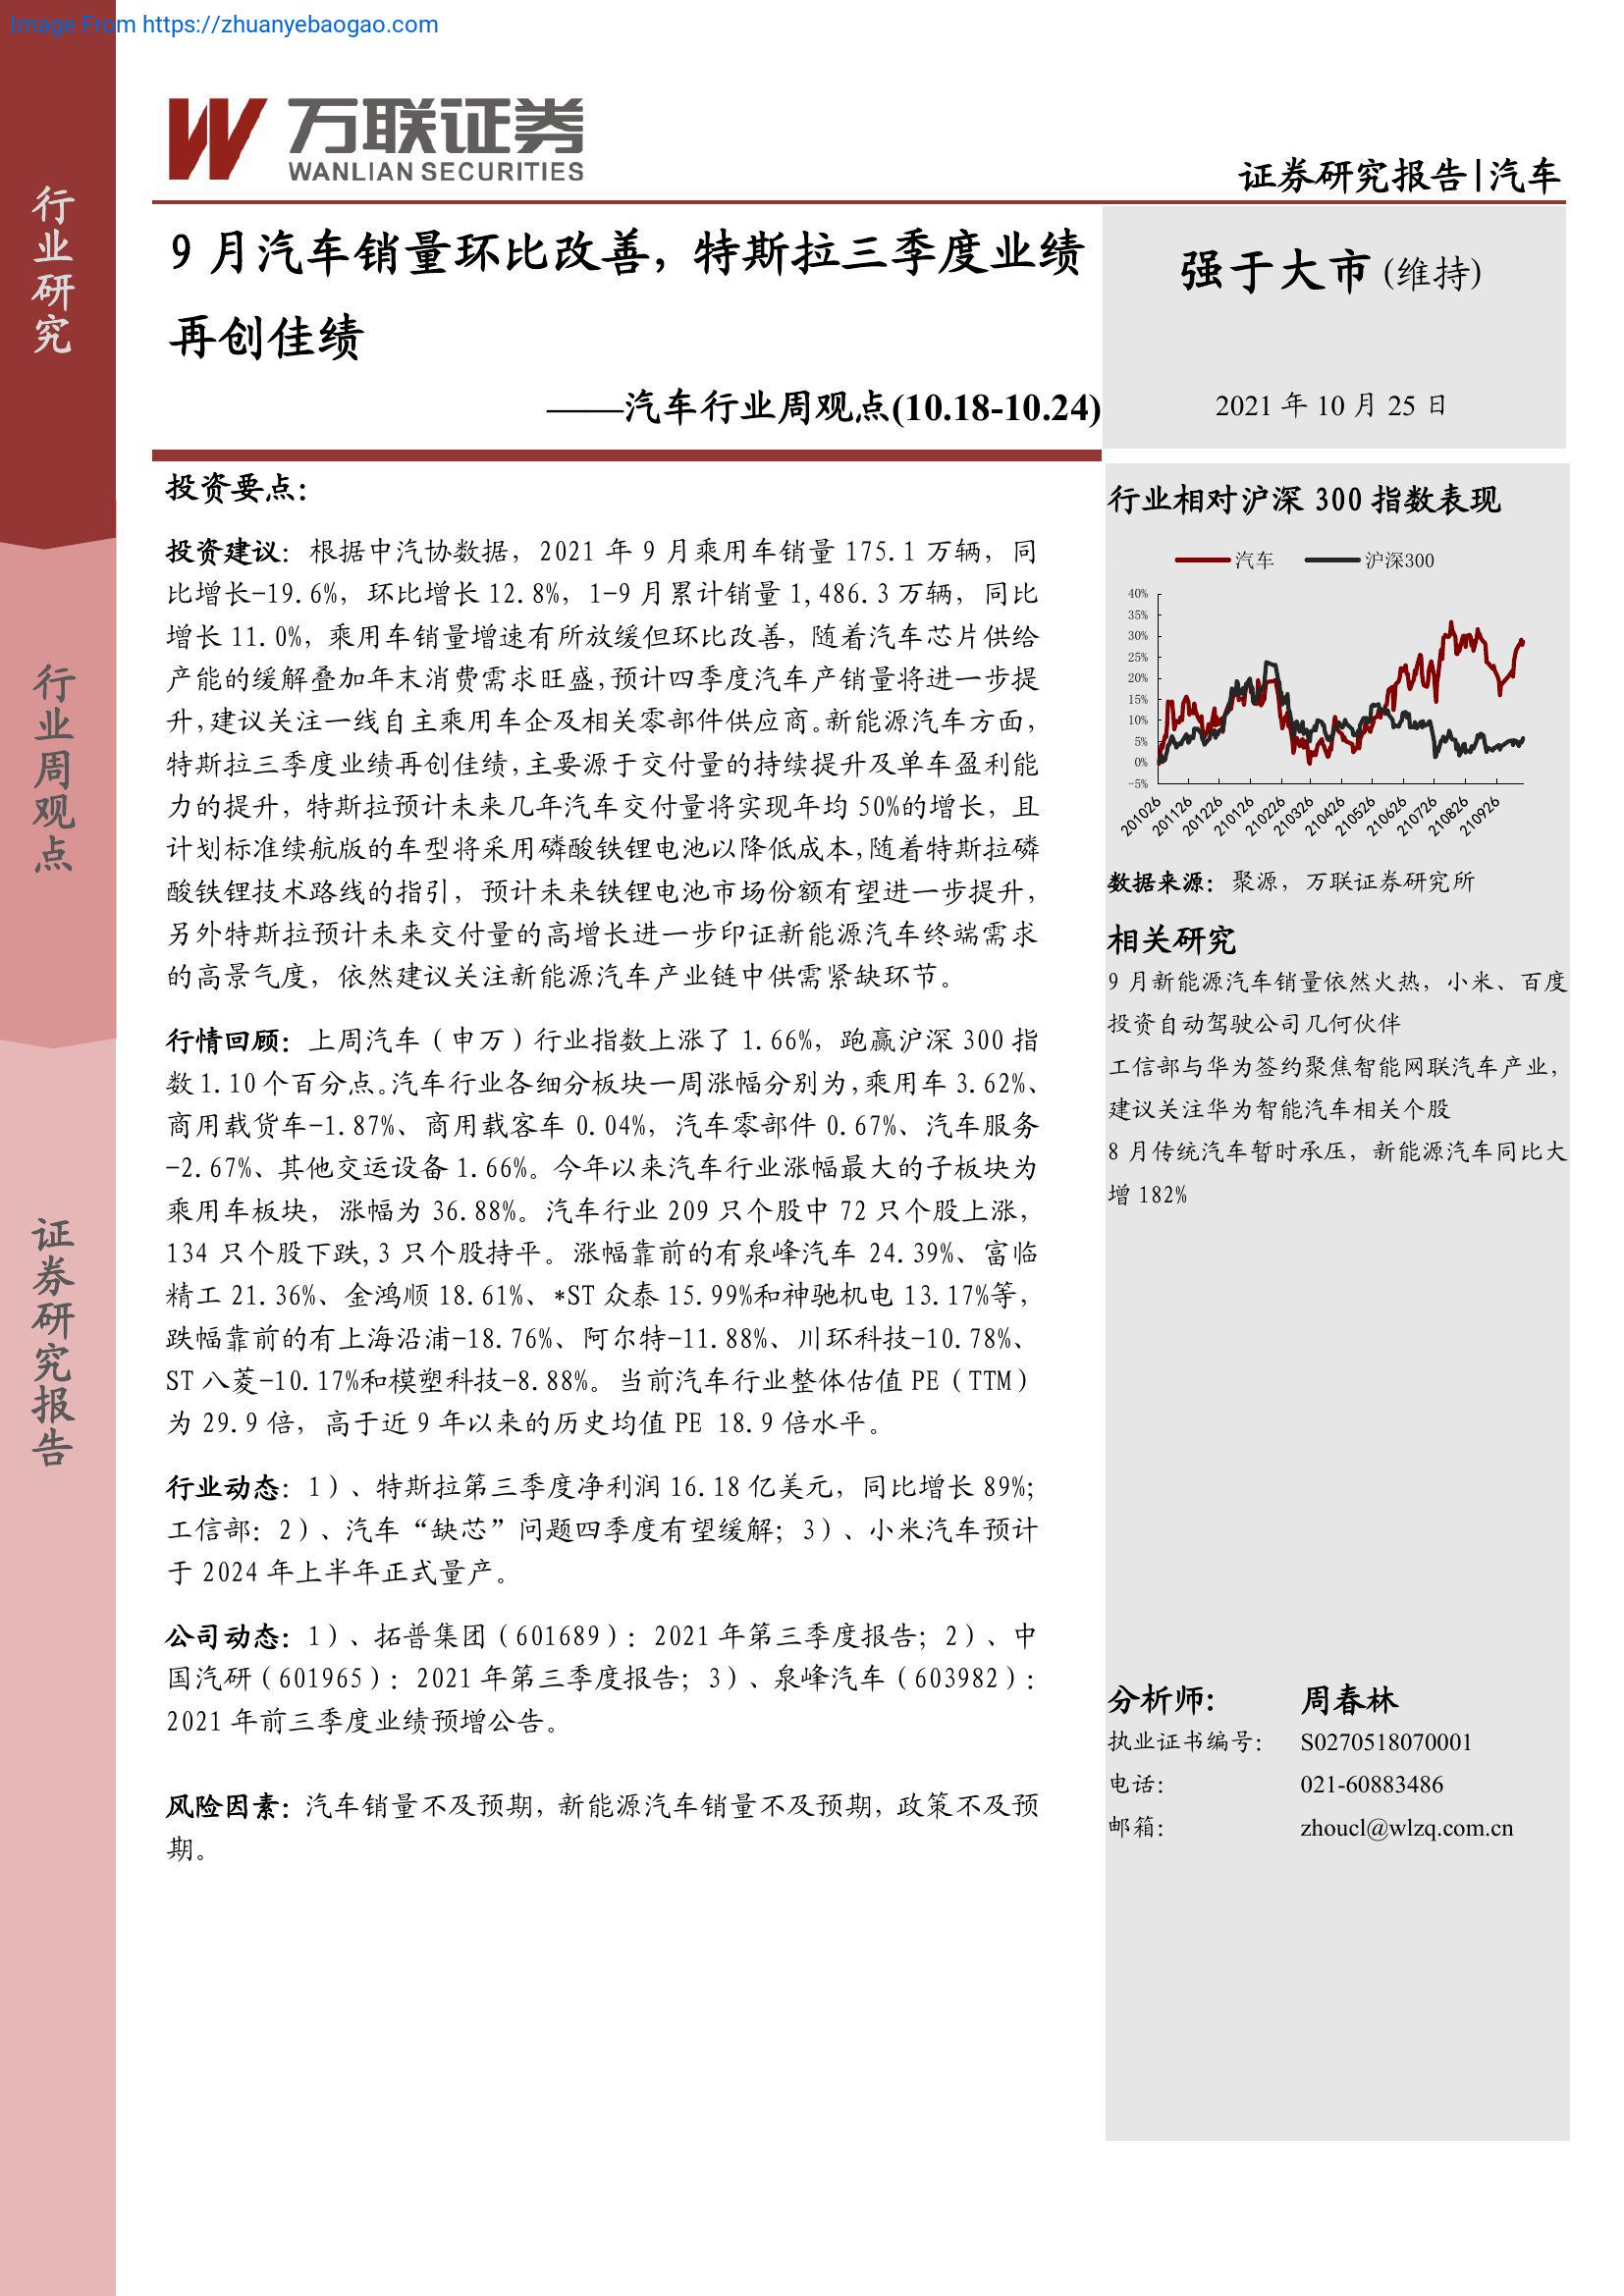 Image From https://zhuanyebaogao.com
万联证券
WANLIAN SECURITIES
证券研究报告|汽车
行业研究
行业周观点
证券研究报告
9 月汽车销量环比改善，特斯拉三季度业绩
再创佳绩
——汽车行业周观点(10.18-10.24)
强于大市 (维持)
2021 年 10 月 25 日
投资要点：
投资建议：根据中汽协数据，2021 年 9 月乘用车销量 175.1 万辆，同
比增长-19.6%，环比增长 12.8%，1-9 月累计销量 1,486.3 万辆，同比
增长 11.0%，乘用车销量增速有所放缓但环比改善，随着汽车芯片供给
产能的缓解叠加年末消费需求旺盛,预计四季度汽车产销量将进一步提
升,建议关注一线自主乘用车企及相关零部件供应商。新能源汽车方面，
特斯拉三季度业绩再创佳绩,主要源于交付量的持续提升及单车盈利能
力的提升，特斯拉预计未来几年汽车交付量将实现年均 50%的增长，且
计划标准续航版的车型将采用磷酸铁锂电池以降低成本,随着特斯拉磷
酸铁锂技术路线的指引，预计未来铁锂电池市场份额有望进一步提升，
另外特斯拉预计未来交付量的高增长进一步印证新能源汽车终端需求
的高景气度，依然建议关注新能源汽车产业链中供需紧缺环节。
行情回顾：上周汽车（申万）行业指数上涨了 1.66%，跑赢沪深 300 指
数 1.10 个百分点。汽车行业各细分板块一周涨幅分别为,乘用车 3.62%、
商用载货车-1.87%、商用载客车 0.04%，汽车零部件 0.67%、汽车服务
-2.67%、其他交运设备 1.66%。今年以来汽车行业涨幅最大的子板块为
乘用车板块，涨幅为 36.88%。汽车行业 209 只个股中 72 只个股上涨，
134 只个股下跌,3 只个股持平。涨幅靠前的有泉峰汽车 24.39%、富临
精工 21.36%、金鸿顺 18.61%、*ST 众泰 15.99%和神驰机电 13.17%等，
跌幅靠前的有上海沿浦-18.76%、阿尔特-11.88%、川环科技-10.78%、
ST 八菱-10.17%和模塑科技-8.88%。当前汽车行业整体估值 PE（TTM）
为 29.9 倍，高于近 9 年以来的历史均值 PE 18.9 倍水平。
行业动态：1）、特斯拉第三季度净利润 16.18 亿美元，同比增长 89%；
工信部：2）、汽车“缺芯”问题四季度有望缓解；3）、小米汽车预计
于 2024 年上半年正式量产。
公司动态：1）、拓普集团（601689）：2021 年第三季度报告；2）、中
国汽研（601965）：2021 年第三季度报告；3）、泉峰汽车（603982）：
2021 年前三季度业绩预增公告。
风险因素：汽车销量不及预期，新能源汽车销量不及预期，政策不及预
期。
行业相对沪深 300 指数表现
汽车 沪深300
40%
35%
30%
25%
20%
15%
10%
5%
0%
-5%
201026 201126 201226 210126 210226 210326 210426 210526 210626 210726 210826 210926
数据来源：聚源，万联证券研究所
相关研究
9 月新能源汽车销量依然火热，小米、百度
投资自动驾驶公司几何伙伴
工信部与华为签约聚焦智能网联汽车产业，
建议关注华为智能汽车相关个股
8 月传统汽车暂时承压，新能源汽车同比大
增 182%
分析师： 周春林
执业证书编号： S0270518070001
电话： 021-60883486
邮箱： zhoucl@wlzq.com.cn